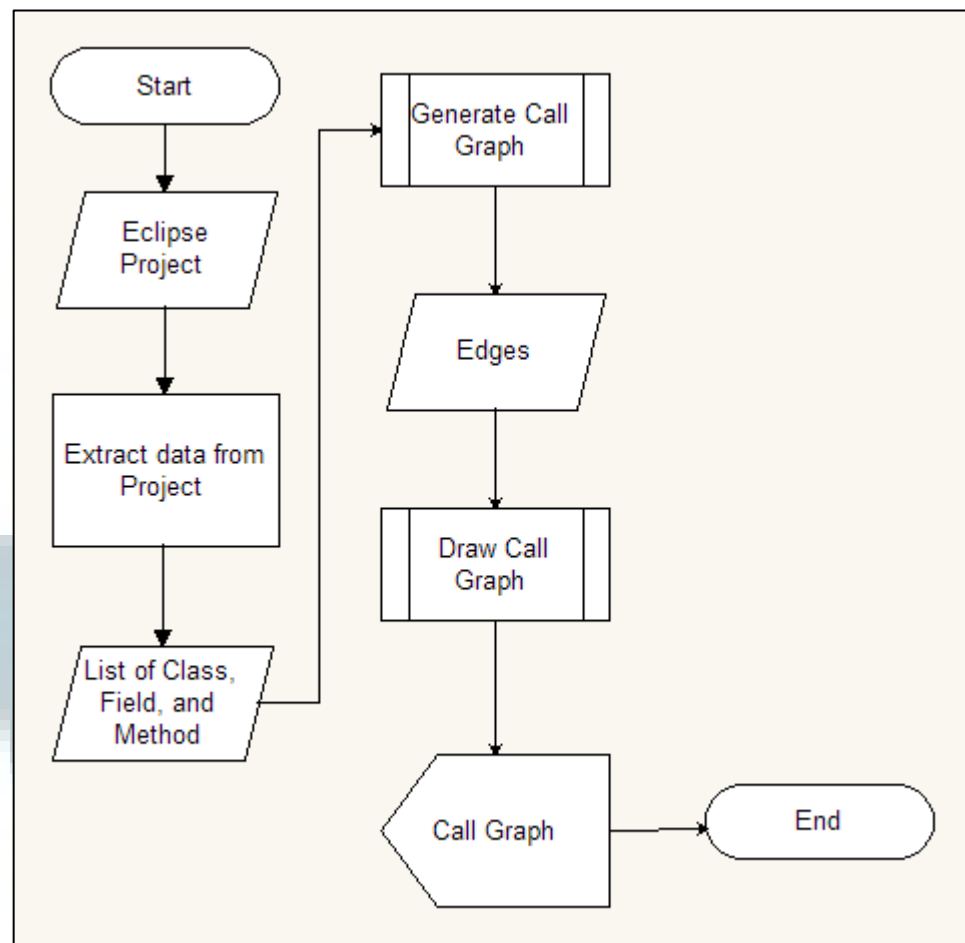 Start
Eclipse
Project
Extract data from
Project
List of Class,
Field, and
Method
Generate Call
Graph
Edges
Draw Call
Graph
Call Graph
End